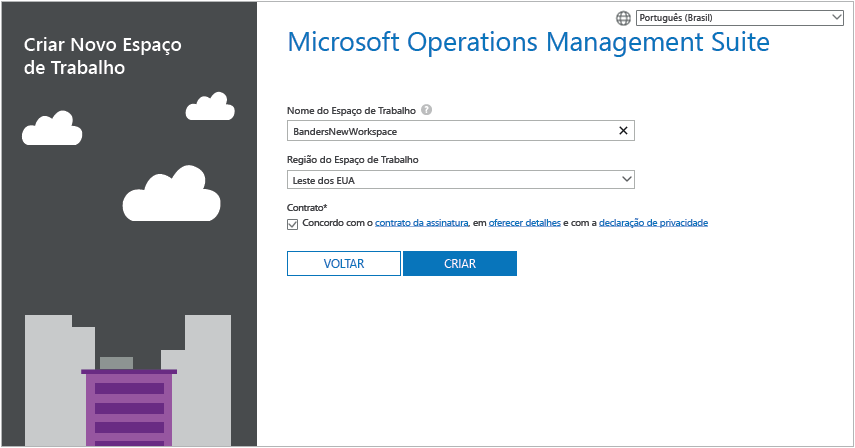 Português (Brasil)
Criar Novo Espaço
de Trabalho
Microsoft Operations Management Suite
Nome do Espaço de Trabalho ?
BandersNewWorkspace
Região do Espaço de Trabalho
Leste dos EUA
Contrato*
Concordo com o contrato da assinatura, em oferecer detalhes e com a declaração de privacidade
VOLTAR
CRIAR